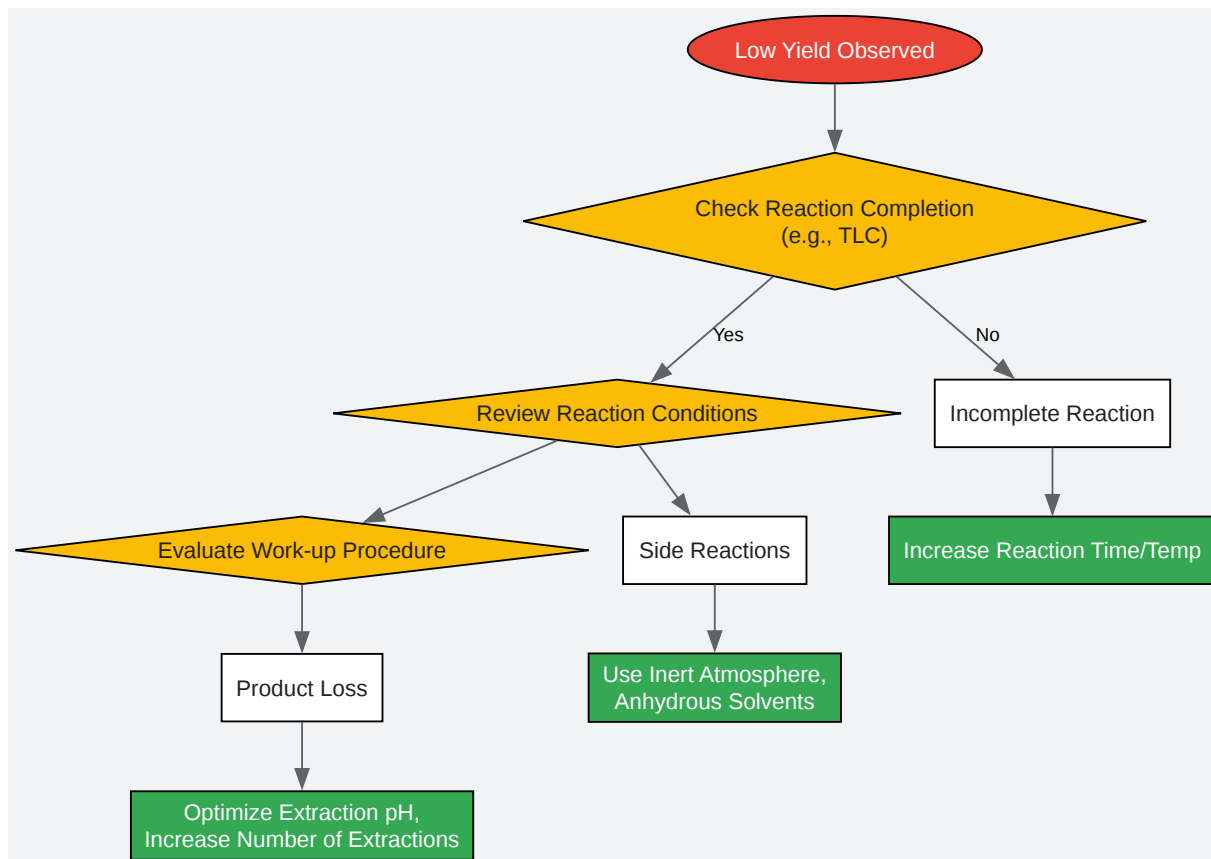 Low Yield Observed
Check Reaction Completion
(e.g., TLC)
Yes
No
Review Reaction Conditions
Incomplete Reaction
Evaluate Work-up Procedure
Side Reactions
Increase Reaction Time/Temp
Product Loss
Use Inert Atmosphere,
Anhydrous Solvents
Optimize Extraction pH,
Increase Number of Extractions